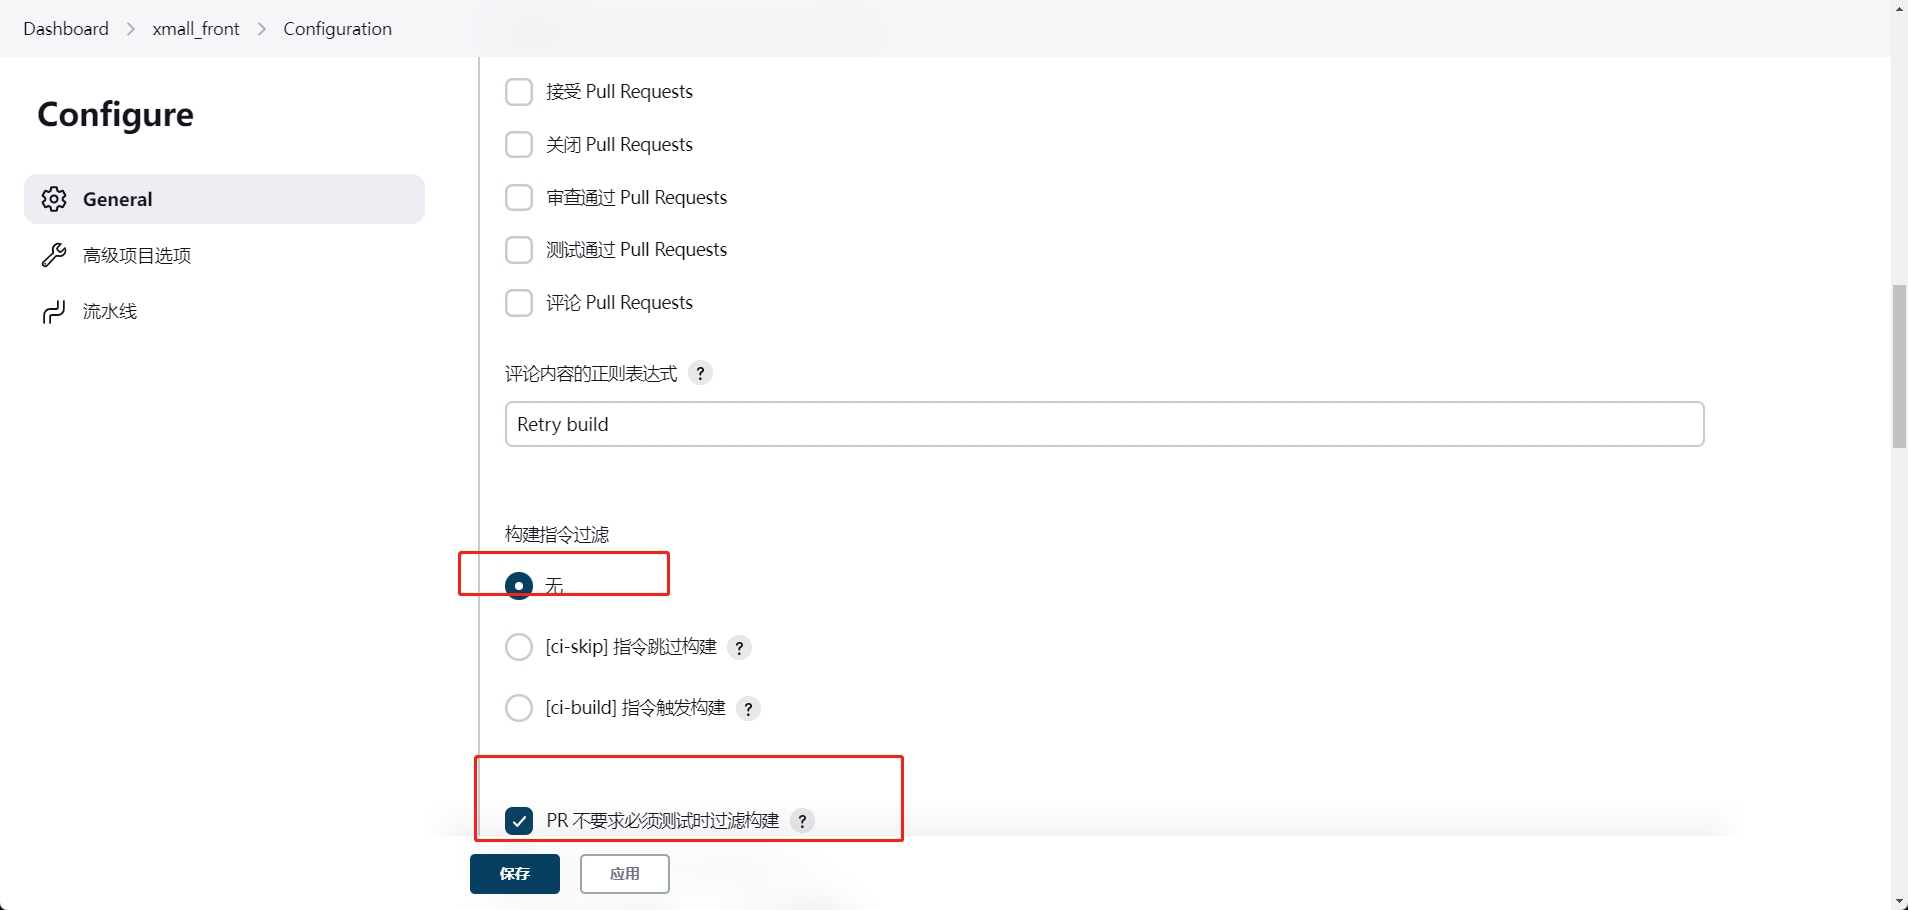 Dashboard > xmall_front > Configuration
Configure
General
高级项目选项
流水线
接受 Pull Requests
关闭 Pull Requests
审查通过 Pull Requests
测试通过 Pull Requests
评论 Pull Requests
评论内容的正则表达式 ?
Retry build
构建指令过滤
无
[ci-skip] 指令跳过构建 ?
[ci-build] 指令触发构建 ?
PR 不要求必须测试时过滤构建 ?
保存 应用